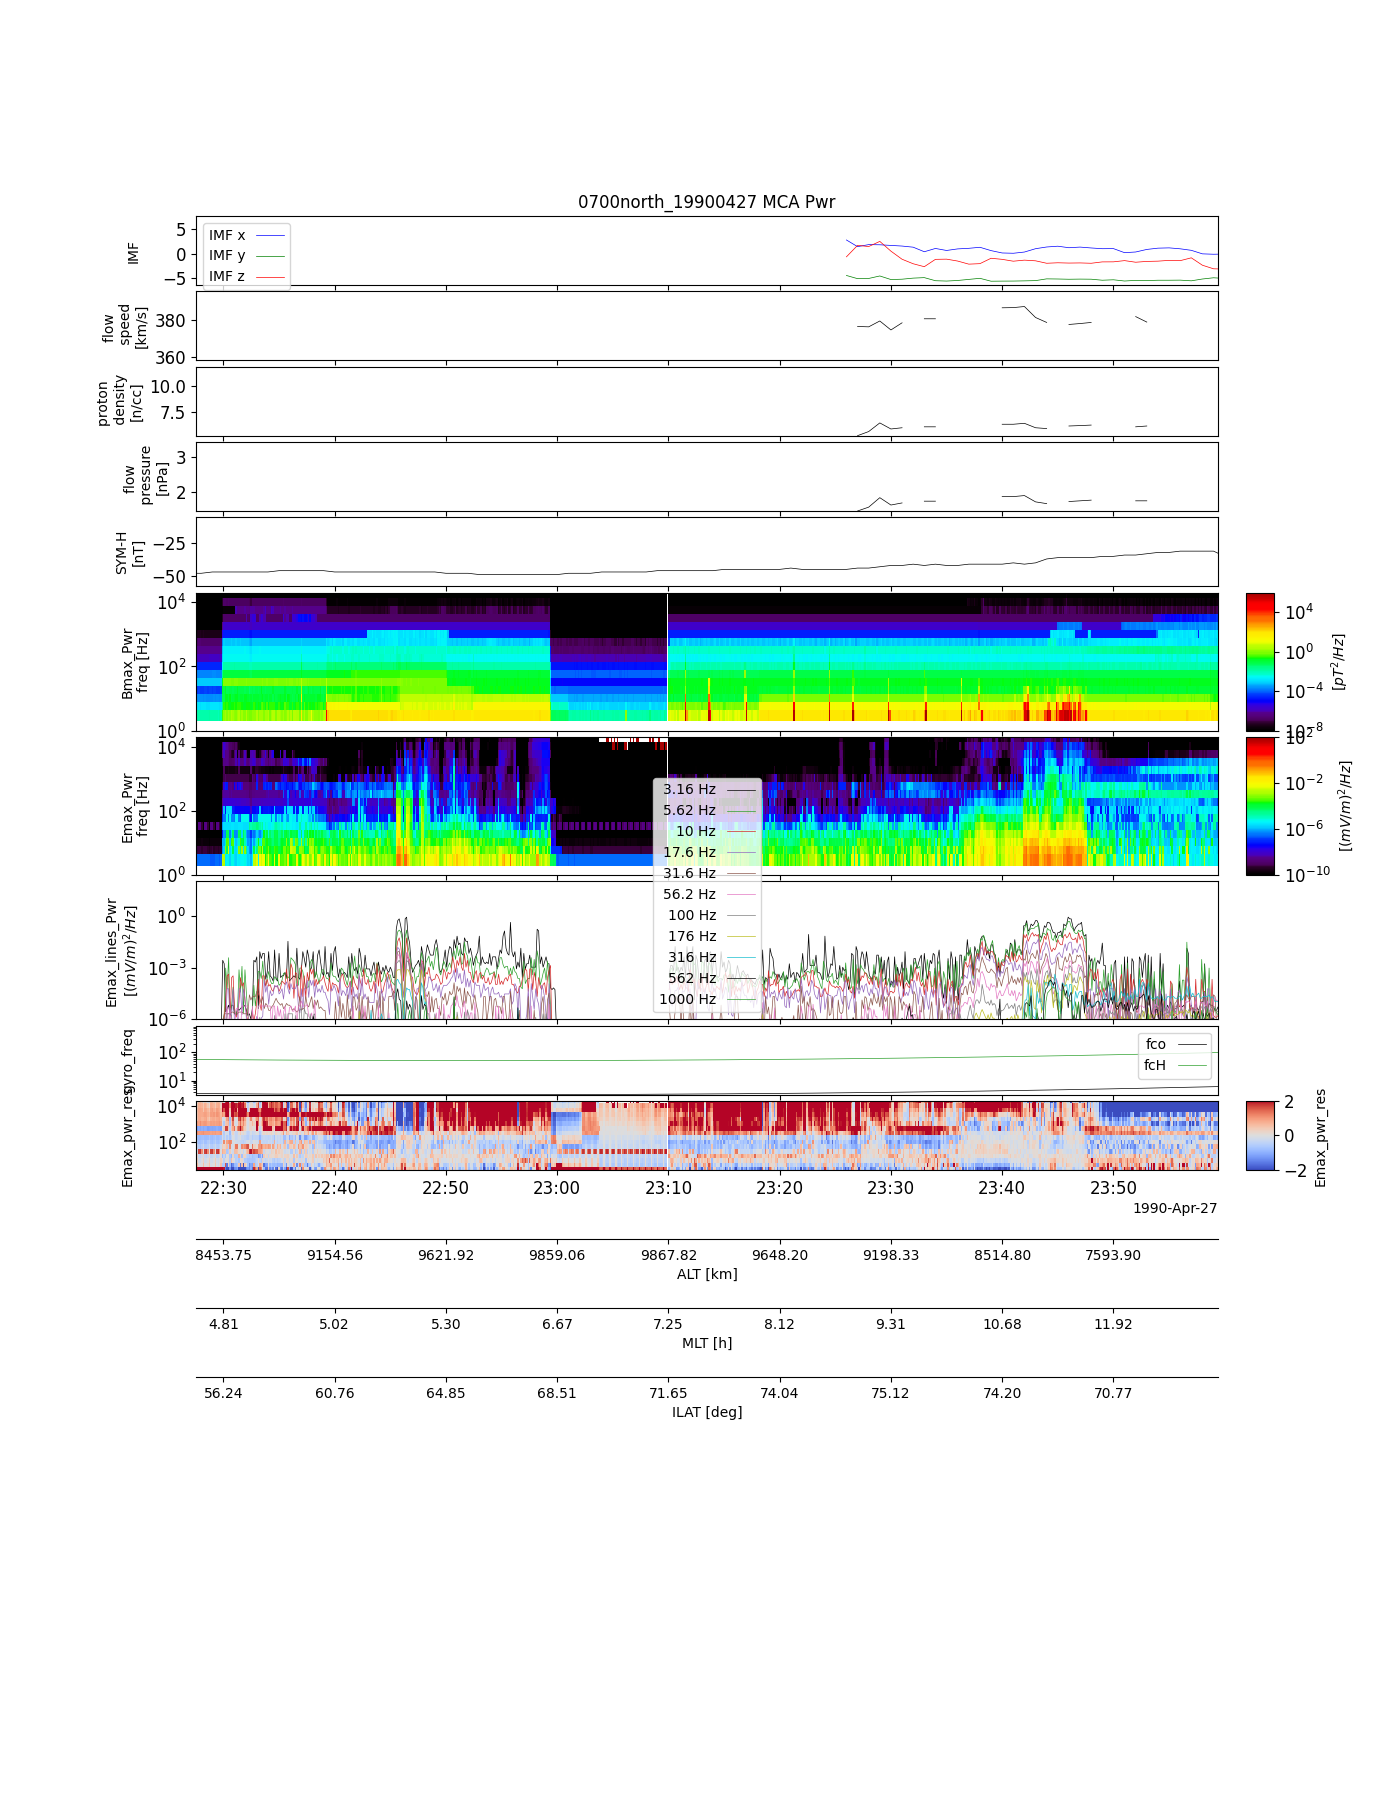 0700north_19900427 MCA Pwr
IMF
5
0
−5
IMF x
IMF y
IMF z
flow
speed
[km/s]
380
360
proton
density
[n/cc]
10.0
7.5
flow
pressure
[nPa]
3
2
SYM-H
[nT]
−25
−50
Bmax_Pwr
freq [Hz]
10^4
10^2
10^0
10^4
10^0
10^−4
10^−8
[pT^2/Hz]
Emax_Pwr
freq [Hz]
10^4
10^2
10^0
10^2
10^−2
10^−6
10^−10
[(mV/m)^2/Hz]
3.16 Hz
5.62 Hz
10 Hz
17.6 Hz
31.6 Hz
56.2 Hz
100 Hz
176 Hz
316 Hz
562 Hz
1000 Hz
Emax_lines_Pwr
[(mV/m)^2/Hz]
10^0
10^−3
10^−6
gyro_freq
10^2
10^1
fco
fcH
Emax_pwr_res
10^4
10^2
2
0
−2
Emax_pwr_res
22:30 22:40 22:50 23:00 23:10 23:20 23:30 23:40 23:50
1990-Apr-27
8453.75 9154.56 9621.92 9859.06 9867.82 9648.20 9198.33 8514.80 7593.90
ALT [km]
4.81 5.02 5.30 6.67 7.25 8.12 9.31 10.68 11.92
MLT [h]
56.24 60.76 64.85 68.51 71.65 74.04 75.12 74.20 70.77
ILAT [deg]